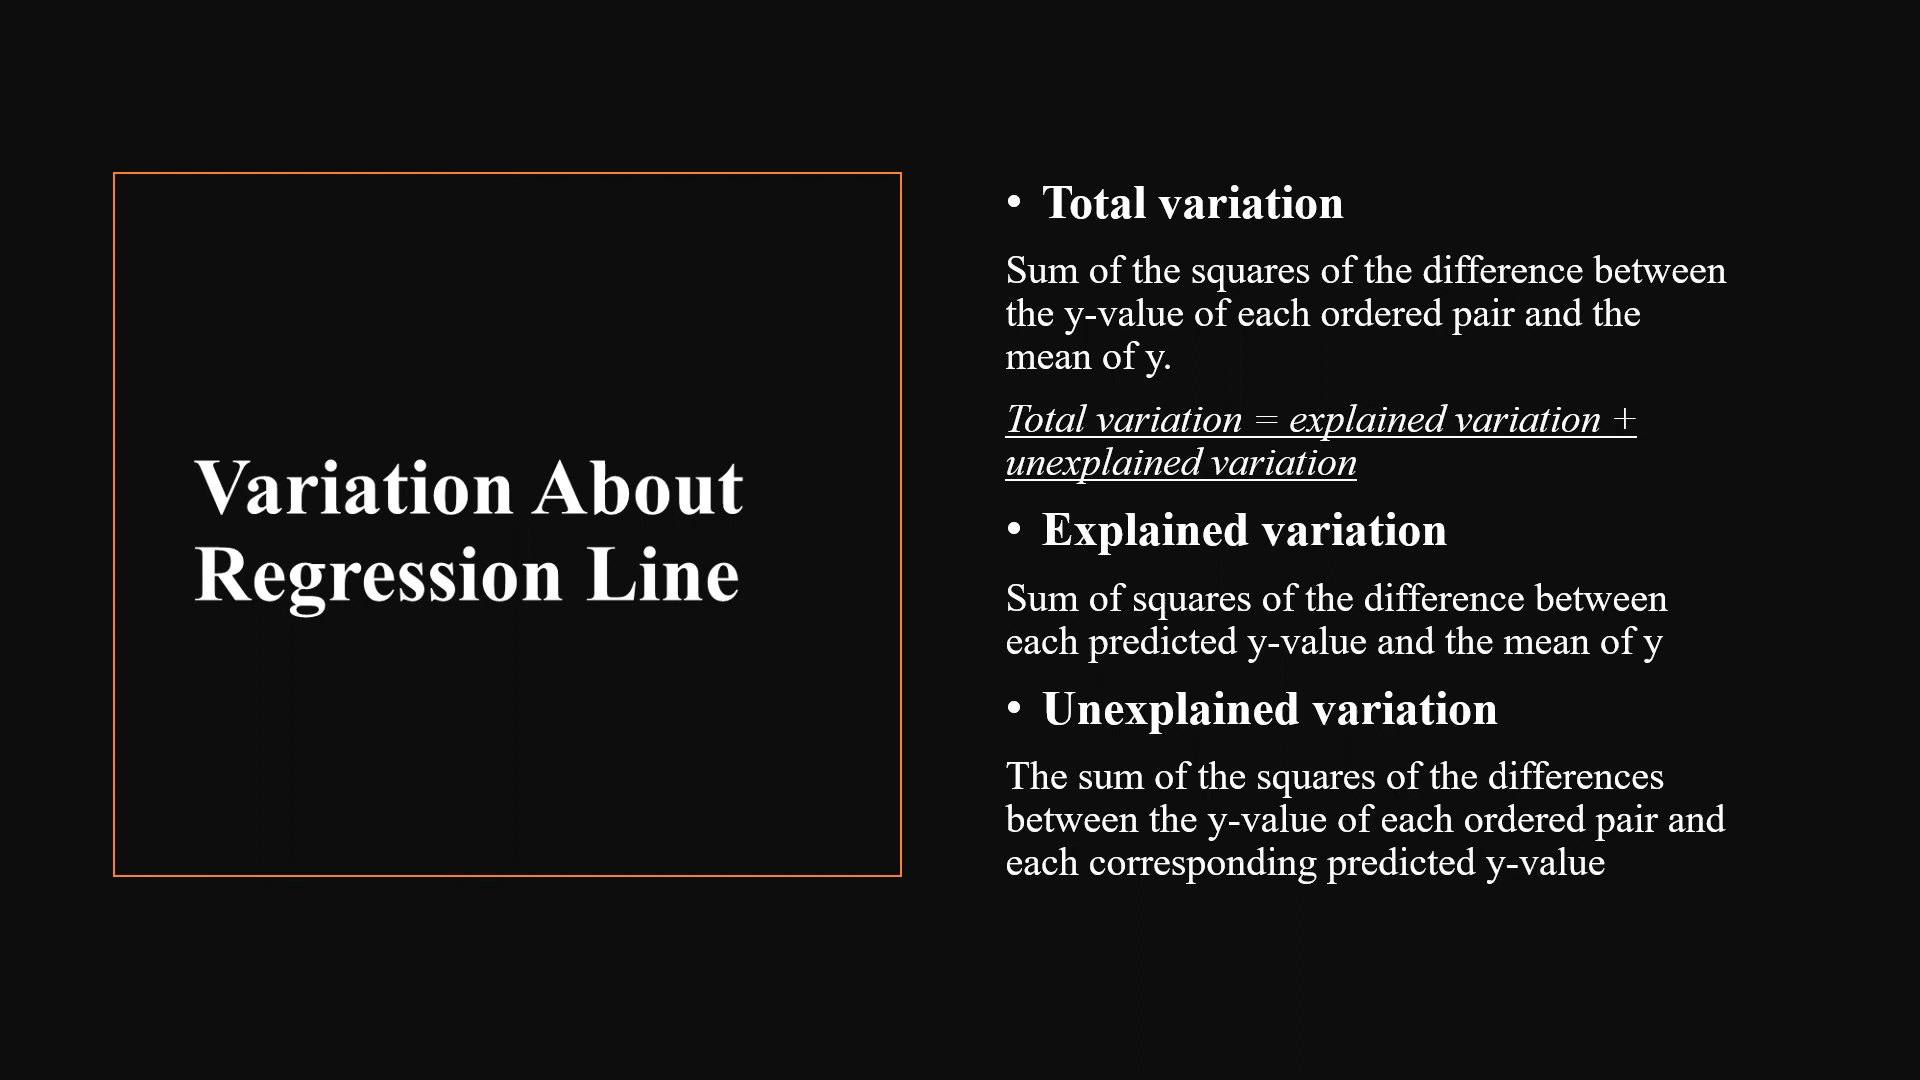 Variation About
Regression Line
• Total variation
Sum of the squares of the difference between
the y-value of each ordered pair and the
mean of y.
Total variation = explained variation +
unexplained variation
• Explained variation
Sum of squares of the difference between
each predicted y-value and the mean of y
• Unexplained variation
The sum of the squares of the differences
between the y-value of each ordered pair and
each corresponding predicted y-value